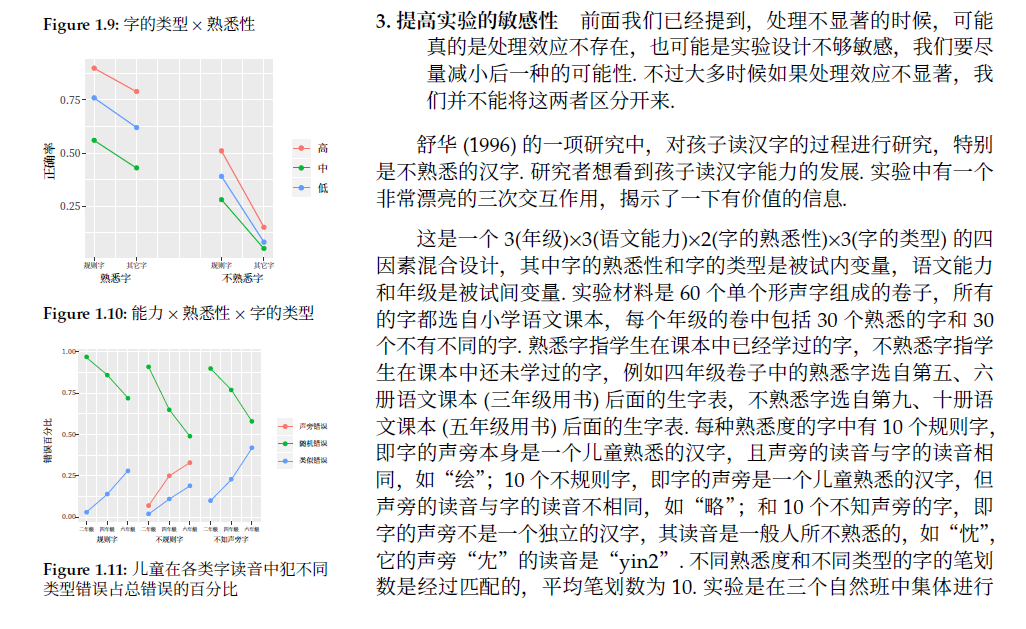 Figure 1.9: 字的类型 × 熟悉性
0.75
0.50
0.25
正确率
规则字 其它字 规则字 其它字
熟悉字 不熟悉字
高
中
低
Figure 1.10: 能力 × 熟悉性 × 字的类型
1.00
0.75
0.50
0.25
0.00
错误百分比
二年级 四年级 六年级 二年级 四年级 六年级 二年级 四年级 六年级
规则字 不规则字 不知声旁字
声旁错误
随机错误
类似错误
Figure 1.11: 儿童在各类字读音中犯不同
类型错误占总错误的百分比
3. 提高实验的敏感性 前面我们已经提到，处理不显著的时候，可能
真的是处理效应不存在，也可能是实验设计不够敏感，我们要尽
量减小后一种的可能性. 不过大多时候如果处理效应不显著，我
们并不能将这两者区分开来.
舒华 (1996) 的一项研究中，对孩子读汉字的过程进行研究，特别
是不熟悉的汉字. 研究者想看到孩子读汉字能力的发展. 实验中有一个
非常漂亮的三次交互作用，揭示了一下有价值的信息.
这是一个 3(年级)×3(语文能力)×2(字的熟悉性)×3(字的类型) 的四
因素混合设计，其中字的熟悉性和字的类型是被试内变量，语文能力
和年级是被试间变量. 实验材料是 60 个单个形声字组成的卷子，所有
的字都选自小学语文课本，每个年级的卷中包括 30 个熟悉的字和 30
个不有不同的字. 熟悉字指学生在课本中已经学过的字，不熟悉字指学
生在课本中还未学过的字，例如四年级卷子中的熟悉字选自第五、六
册语文课本 (三年级用书) 后面的生字表，不熟悉字选自第九、十册语
文课本 (五年级用书) 后面的生字表. 每种熟悉度的字中有 10 个规则字，
即字的声旁本身是一个儿童熟悉的汉字，且声旁的读音与字的读音相
同，如“绘”；10 个不规则字，即字的声旁是一个儿童熟悉的汉字，但
声旁的读音与字的读音不相同，如“略”；和 10 个不知声旁的字，即
字的声旁不是一个独立的汉字，其读音是一般人所不熟悉的，如“忱”，
它的声旁“冘”的读音是“yin2”. 不同熟悉度和不同类型的字的笔划
数是经过匹配的，平均笔划数为 10. 实验是在三个自然班中集体进行